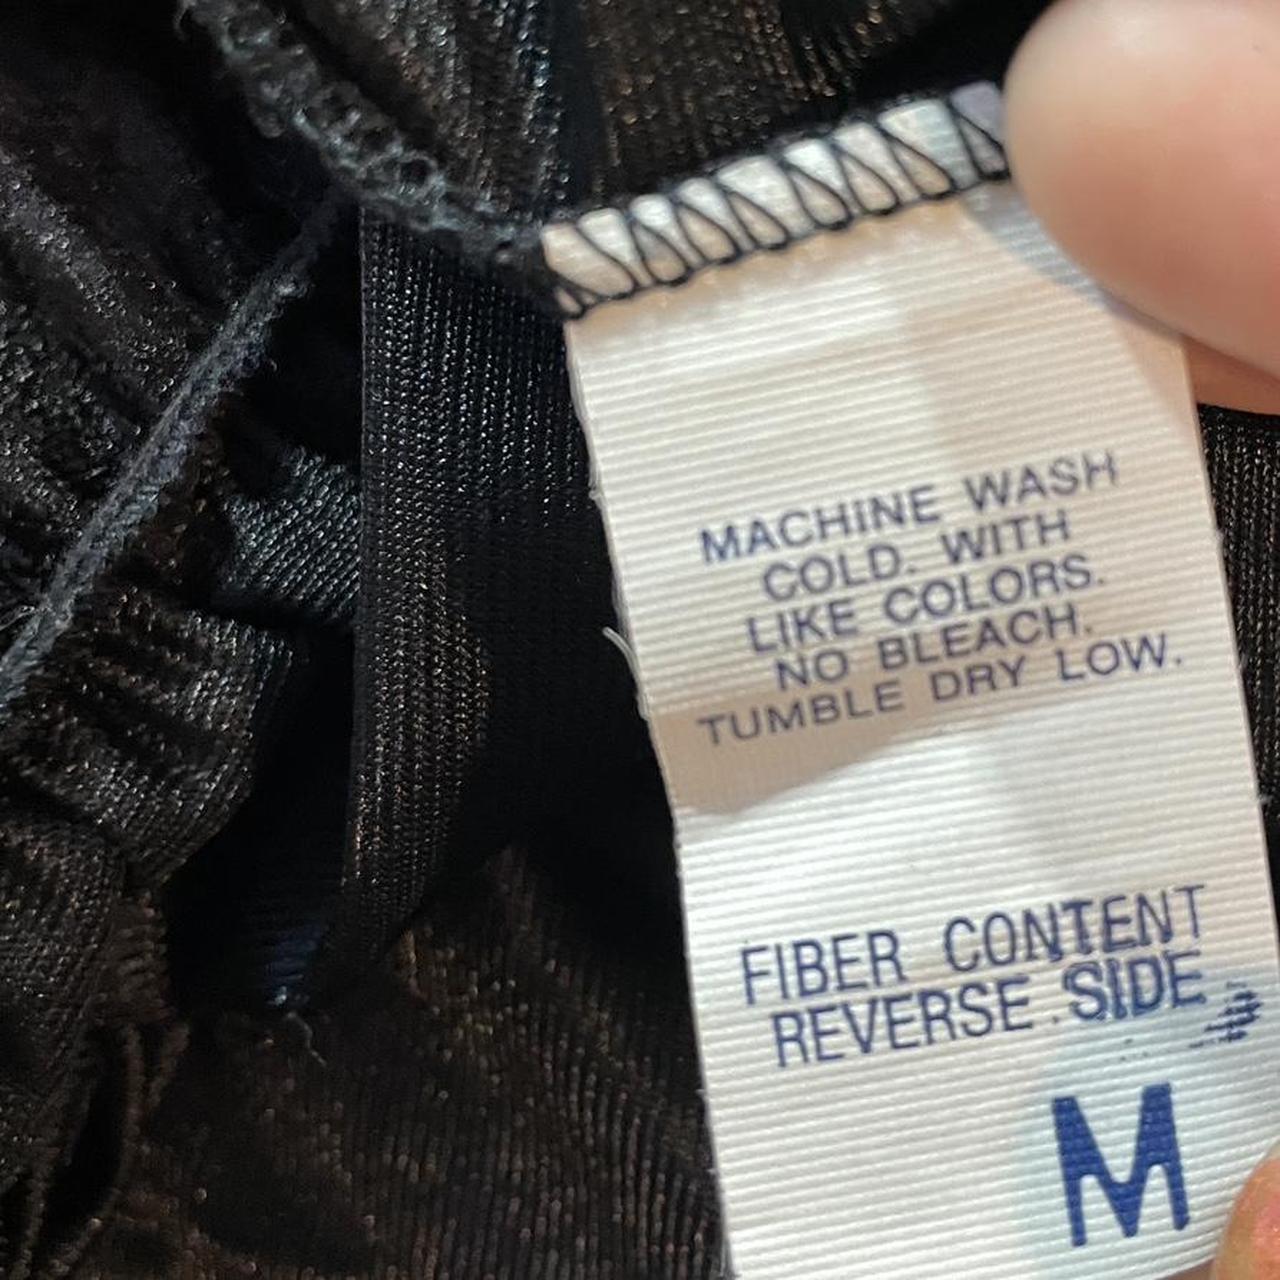 MACHINE WASH
COLD. WITH
LIKE COLORS.
NO BLEACH.
TUMBLE DRY LOW.
FIBER CONTENT
REVERSE SIDE
M